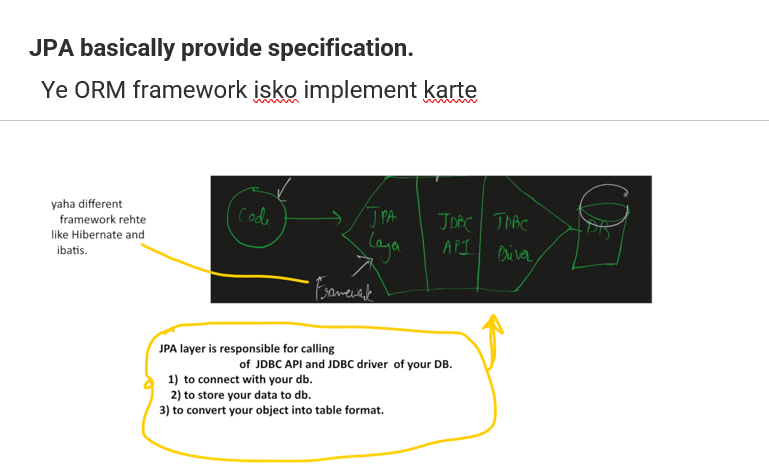 JPA basically provide specification.
Ye ORM framework isko implement karte
yaha different
framework rehte
like Hibernate and
ibatis.
Code
JPA
Layer
JDBC
API
JDBC
Driver
DB
Framework
JPA layer is responsible for calling
of JDBC API and JDBC driver of your DB.
1) to connect with your db.
2) to store your data to db.
3) to convert your object into table format.